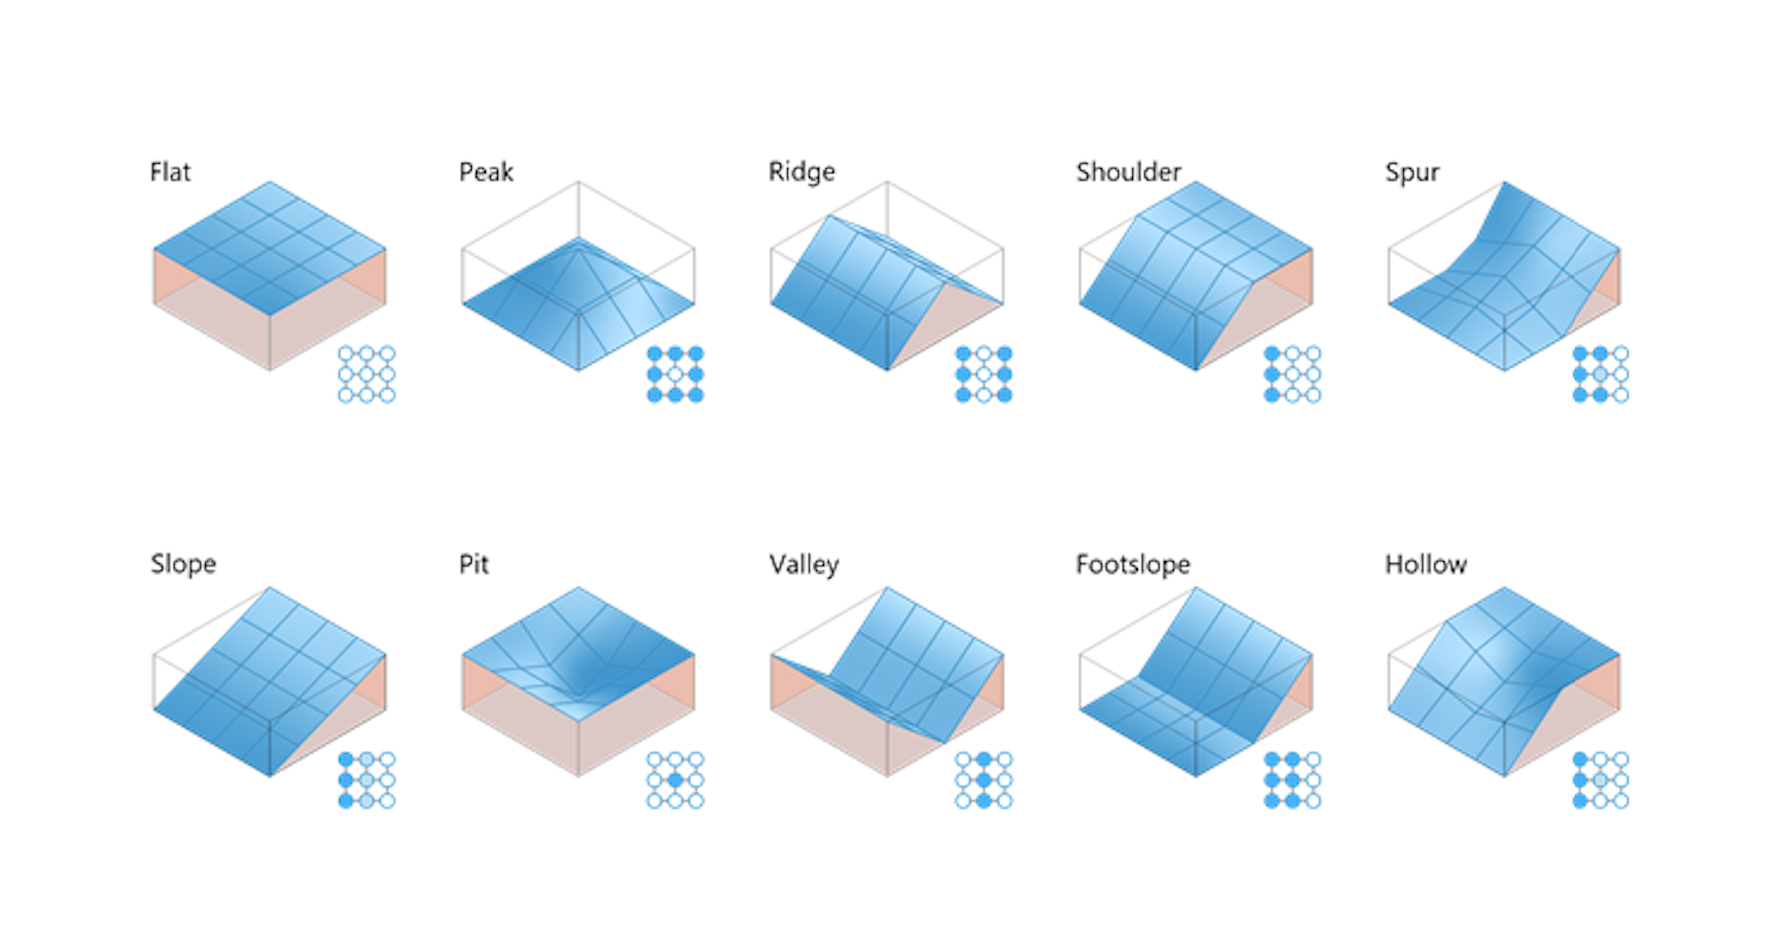 Flat
Peak
Ridge
Shoulder
Spur
Slope
Pit
Valley
Footslope
Hollow